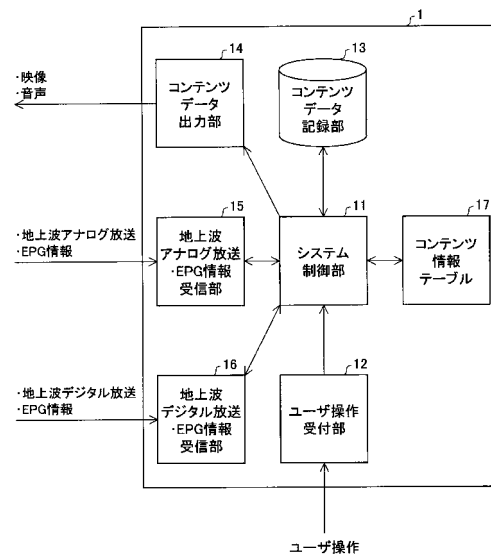 1
14
コンテンツ
データ
出力部
13
コンテンツ
データ
記録部
・映像
・音声
15
地上波
アナログ放送
・EPG情報
受信部
11
システム
制御部
17
コンテンツ
情報
テーブル
・地上波アナログ放送
・EPG情報
16
地上波
デジタル放送
・EPG情報
受信部
12
ユーザ操作
受付部
・地上波デジタル放送
・EPG情報
ユーザ操作